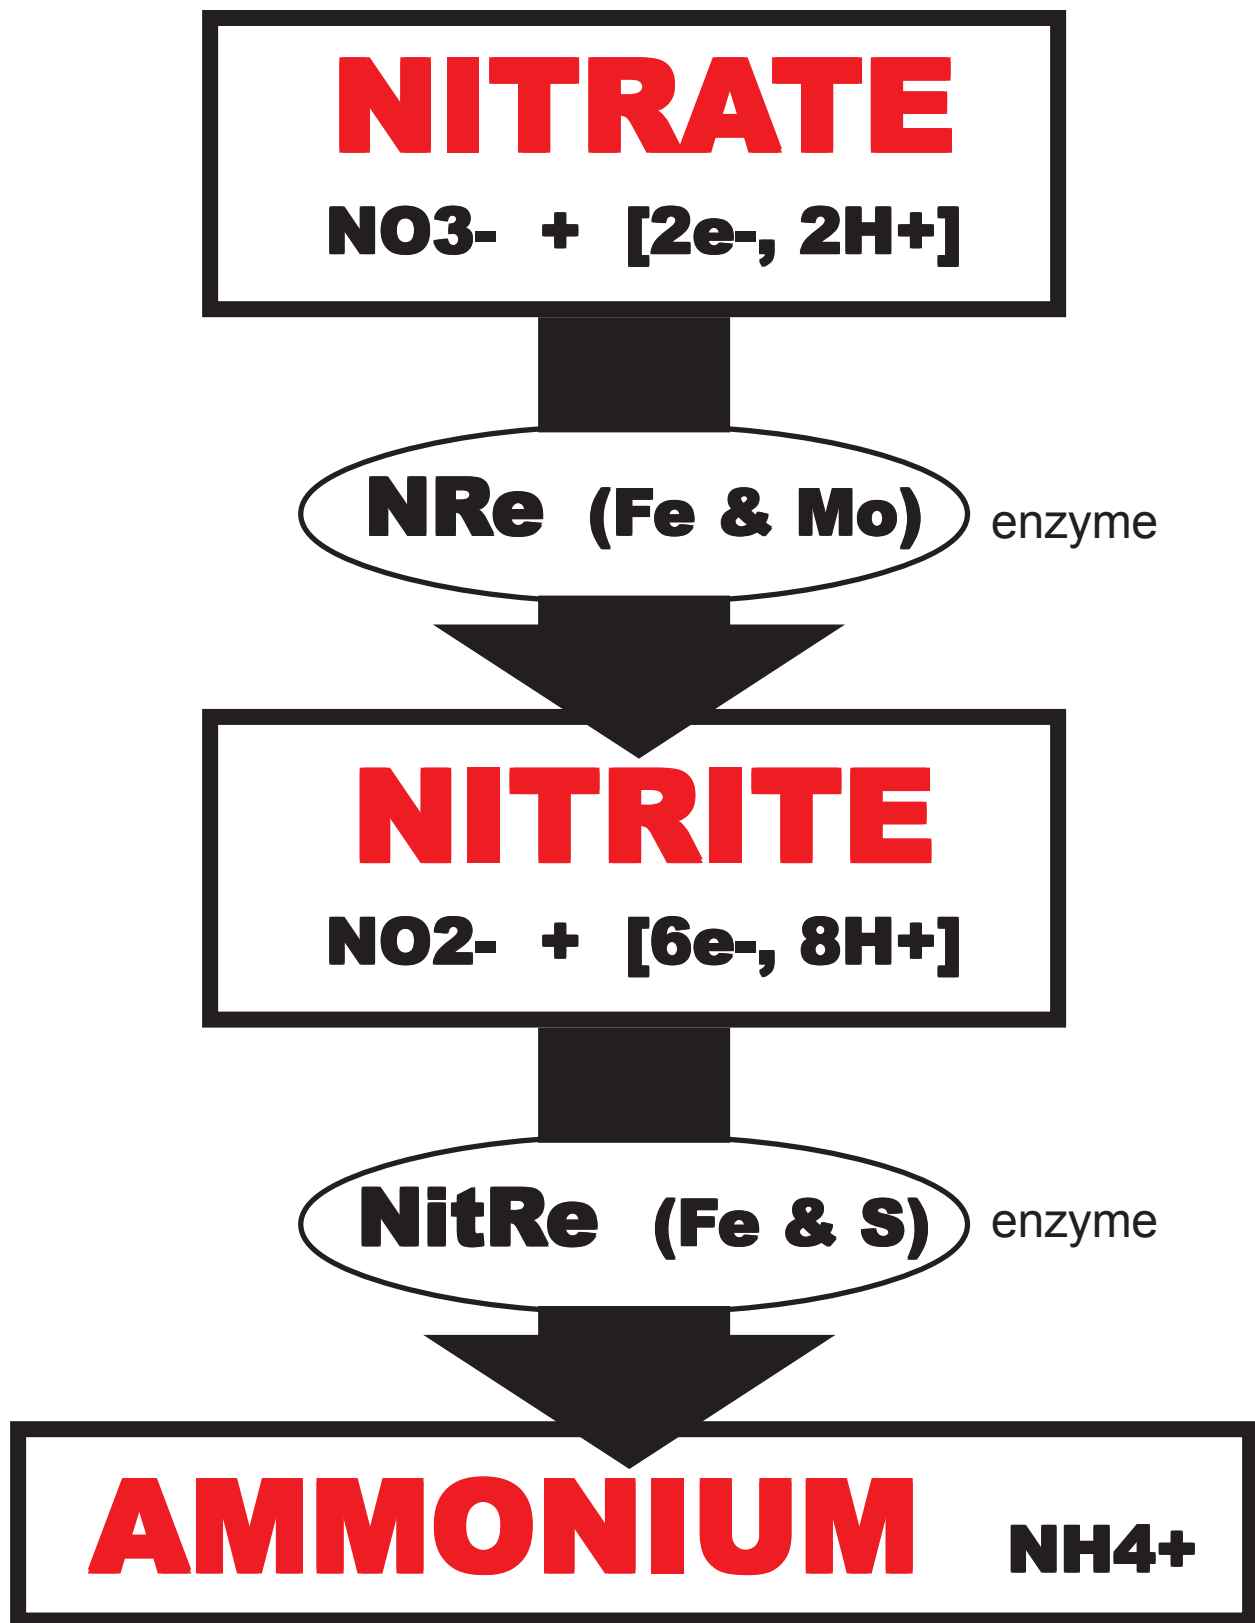 NITRATE
NO3- + [2e-, 2H+]
NRe (Fe & Mo) enzyme
NITRITE
NO2- + [6e-, 8H+]
NitRe (Fe & S) enzyme
AMMONIUM NH4+